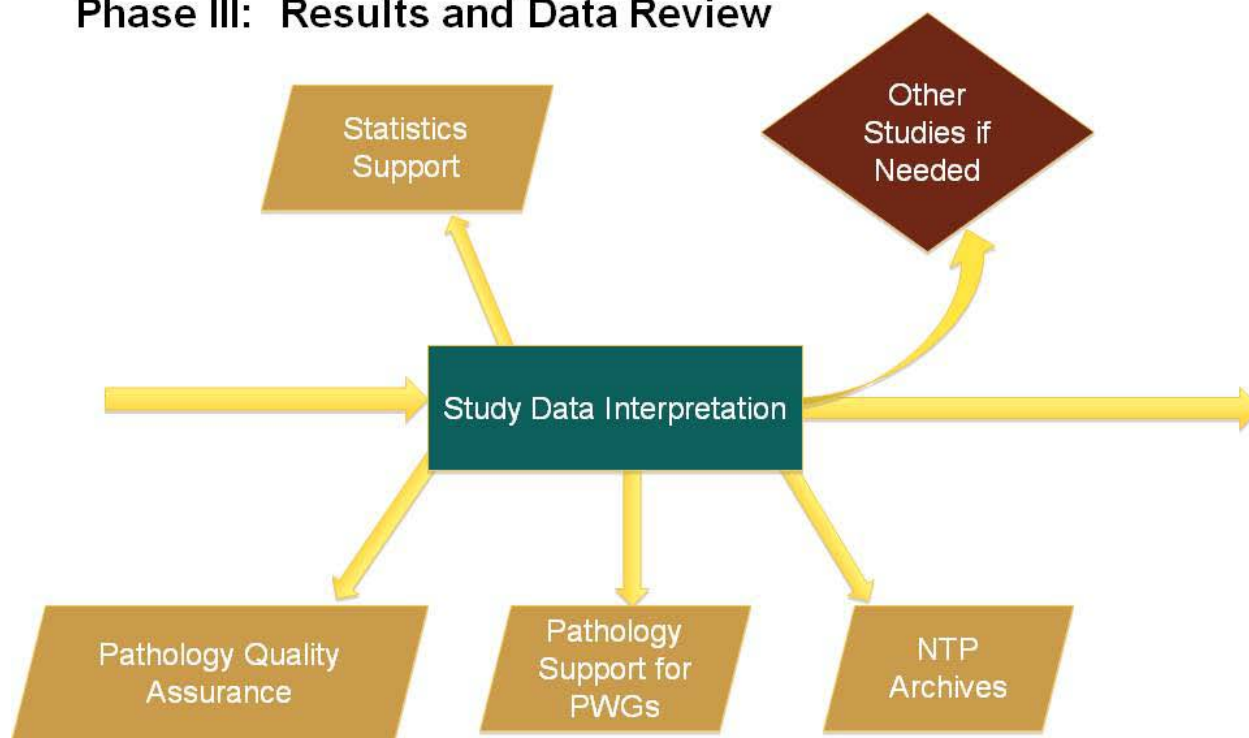 Phase III: Results and Data Review
Statistics
Support
Other
Studies if
Needed
Study Data Interpretation
Pathology Quality
Assurance
Pathology
Support for
PWGs
NTP
Archives